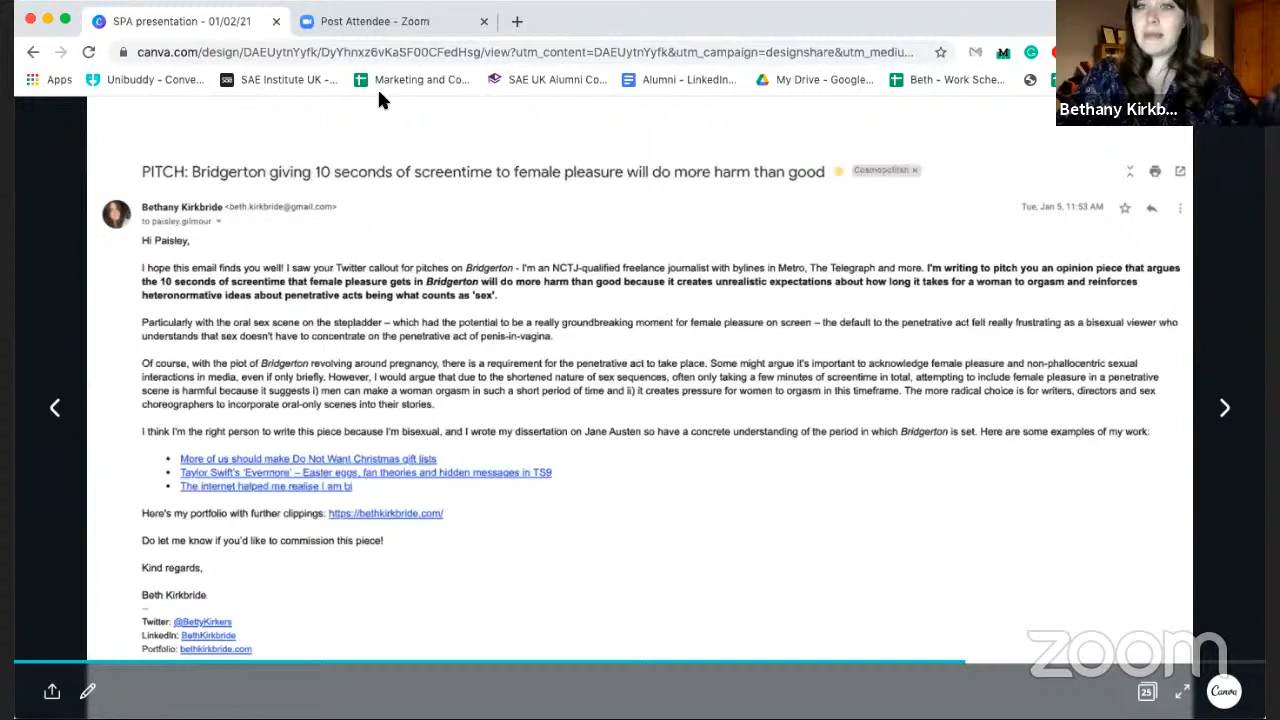 SPA presentation - 01/02/21
Post Attendee - Zoom
canva.com/design/DAEUytnYyfk/DyYhnxz6vKaSF00CFedHsg/view?utm_content=DAEUytnYyfk&utm_campaign=designshare&utm_mediu...
Apps Unibuddy - Conve... SAE Institute UK -... Marketing and Co... SAE UK Alumni Co... Alumni - LinkedIn... My Drive - Google... Beth - Work Sche...
Bethany Kirkb...
PITCH: Bridgerton giving 10 seconds of screentime to female pleasure will do more harm than good Cosmopolitan x
Bethany Kirkbride <beth.kirkbride@gmail.com> Tue, Jan 5, 11:53 AM
to paisley.gilmour
Hi Paisley,
I hope this email finds you well! I saw your Twitter callout for pitches on Bridgerton - I'm an NCTJ-qualified freelance journalist with bylines in Metro, The Telegraph and more. I'm writing to pitch you an opinion piece that argues
the 10 seconds of screentime that female pleasure gets in Bridgerton will do more harm than good because it creates unrealistic expectations about how long it takes for a woman to orgasm and reinforces
heteronormative ideas about penetrative acts being what counts as 'sex'.
Particularly with the oral sex scene on the stepladder – which had the potential to be a really groundbreaking moment for female pleasure on screen – the default to the penetrative act felt really frustrating as a bisexual viewer who
understands that sex doesn't have to concentrate on the penetrative act of penis-in-vagina.
Of course, with the plot of Bridgerton revolving around pregnancy, there is a requirement for the penetrative act to take place. Some might argue it's important to acknowledge female pleasure and non-phallocentric sexual
interactions in media, even if only briefly. However, I would argue that due to the shortened nature of sex sequences, often only taking a few minutes of screentime in total, attempting to include female pleasure in a penetrative
scene is harmful because it suggests i) men can make a woman orgasm in such a short period of time and ii) it creates pressure for women to orgasm in this timeframe. The more radical choice is for writers, directors and sex
choreographers to incorporate oral-only scenes into their stories.
I think I'm the right person to write this piece because I'm bisexual, and I wrote my dissertation on Jane Austen so have a concrete understanding of the period in which Bridgerton is set. Here are some examples of my work:
• More of us should make Do Not Want Christmas gift lists
• Taylor Swift's 'Evermore' – Easter eggs, fan theories and hidden messages in TS9
• The internet helped me realise I am bi
Here's my portfolio with further clippings: https://bethkirkbride.com/
Do let me know if you'd like to commission this piece!
Kind regards,
Beth Kirkbride
--
Twitter: @BettyKirkers
LinkedIn: BethKirkbride
Portfolio: bethkirkbride.com
zoom
25
Canva